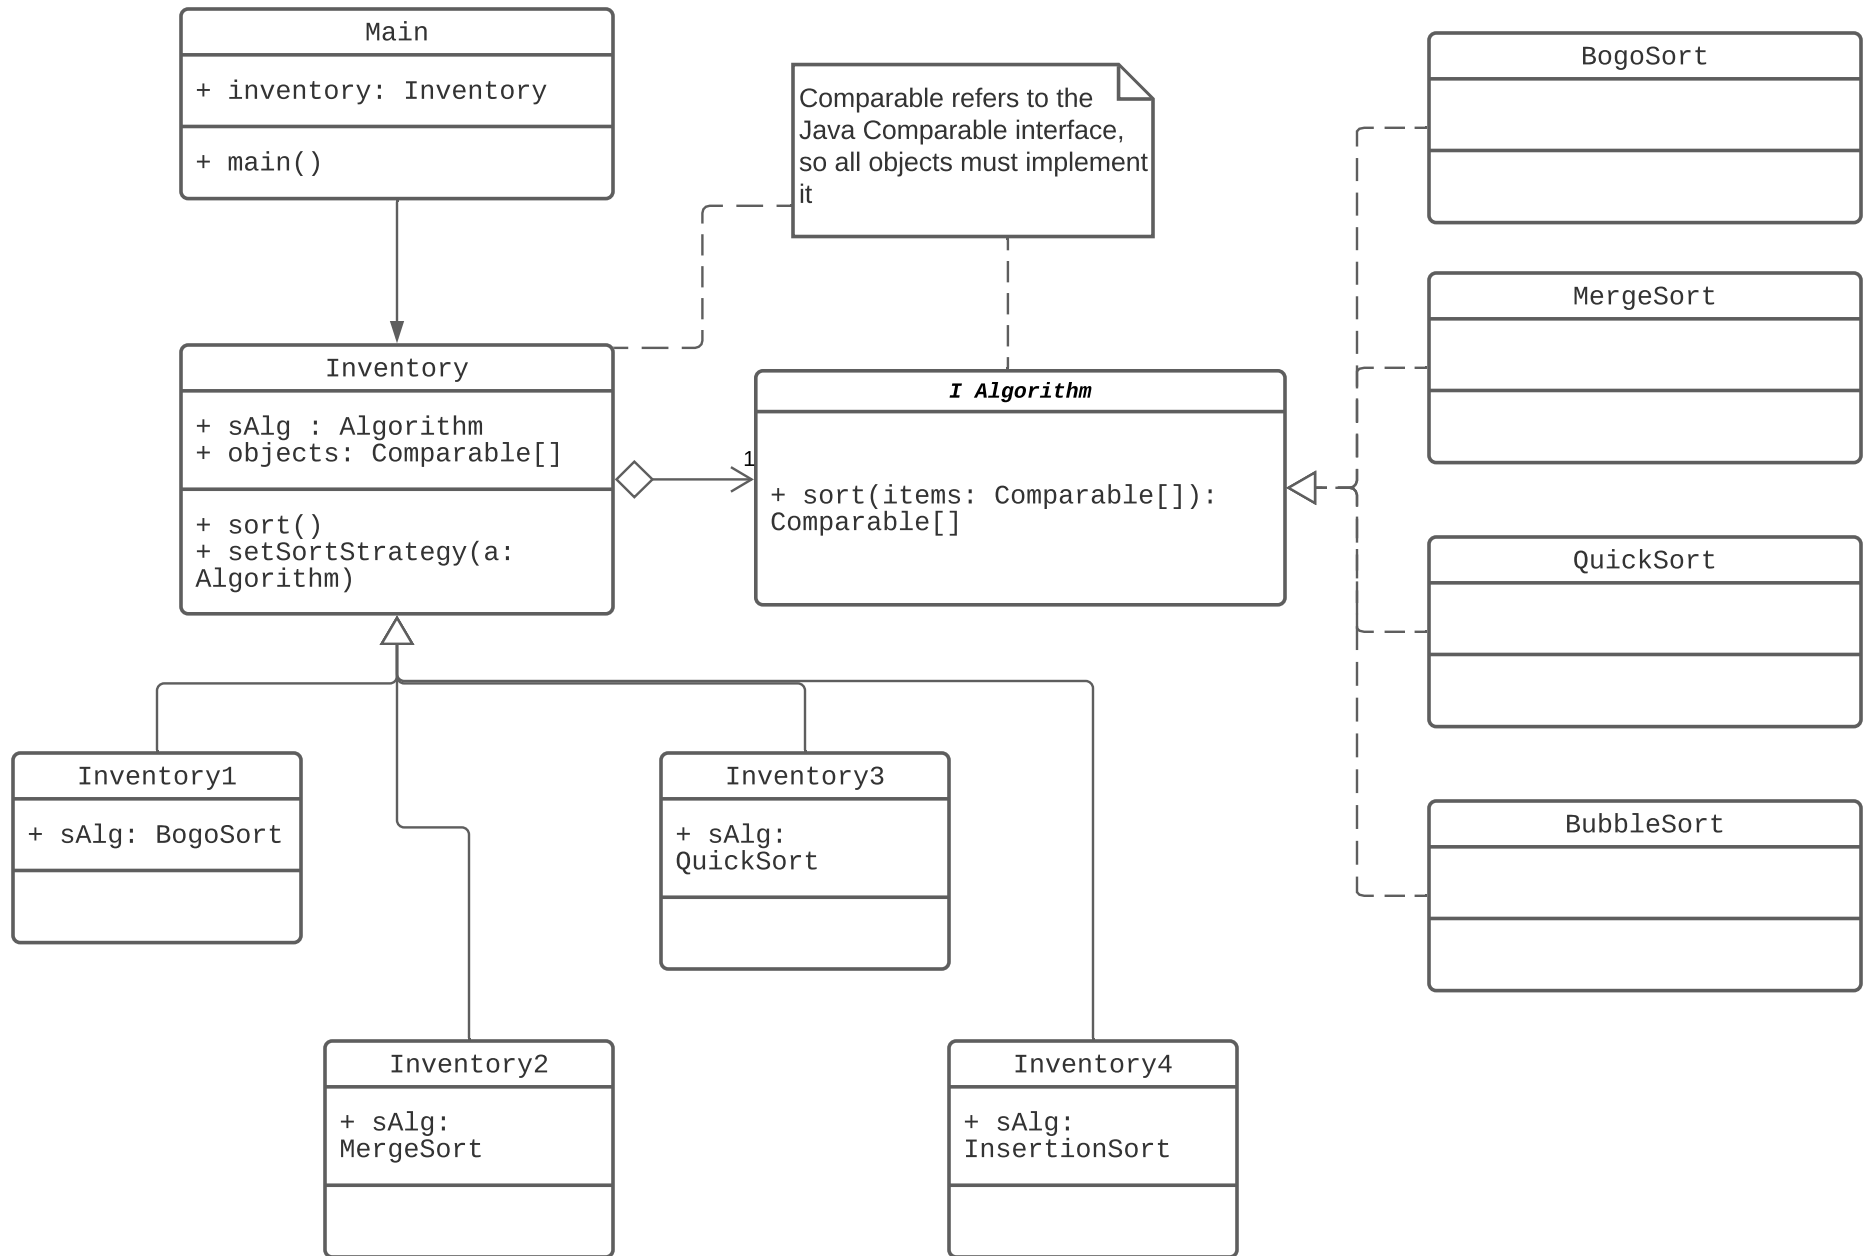 Main
+ inventory: Inventory
+ main()
Comparable refers to the
Java Comparable interface,
so all objects must implement
it
BogoSort
MergeSort
Inventory
+ sAlg : Algorithm
+ objects: Comparable[]
+ sort()
+ setSortStrategy(a:
Algorithm)
1
I Algorithm
+ sort(items: Comparable[]):
Comparable[]
QuickSort
BubbleSort
Inventory1
+ sAlg: BogoSort
Inventory3
+ sAlg:
QuickSort
Inventory2
+ sAlg:
MergeSort
Inventory4
+ sAlg:
InsertionSort